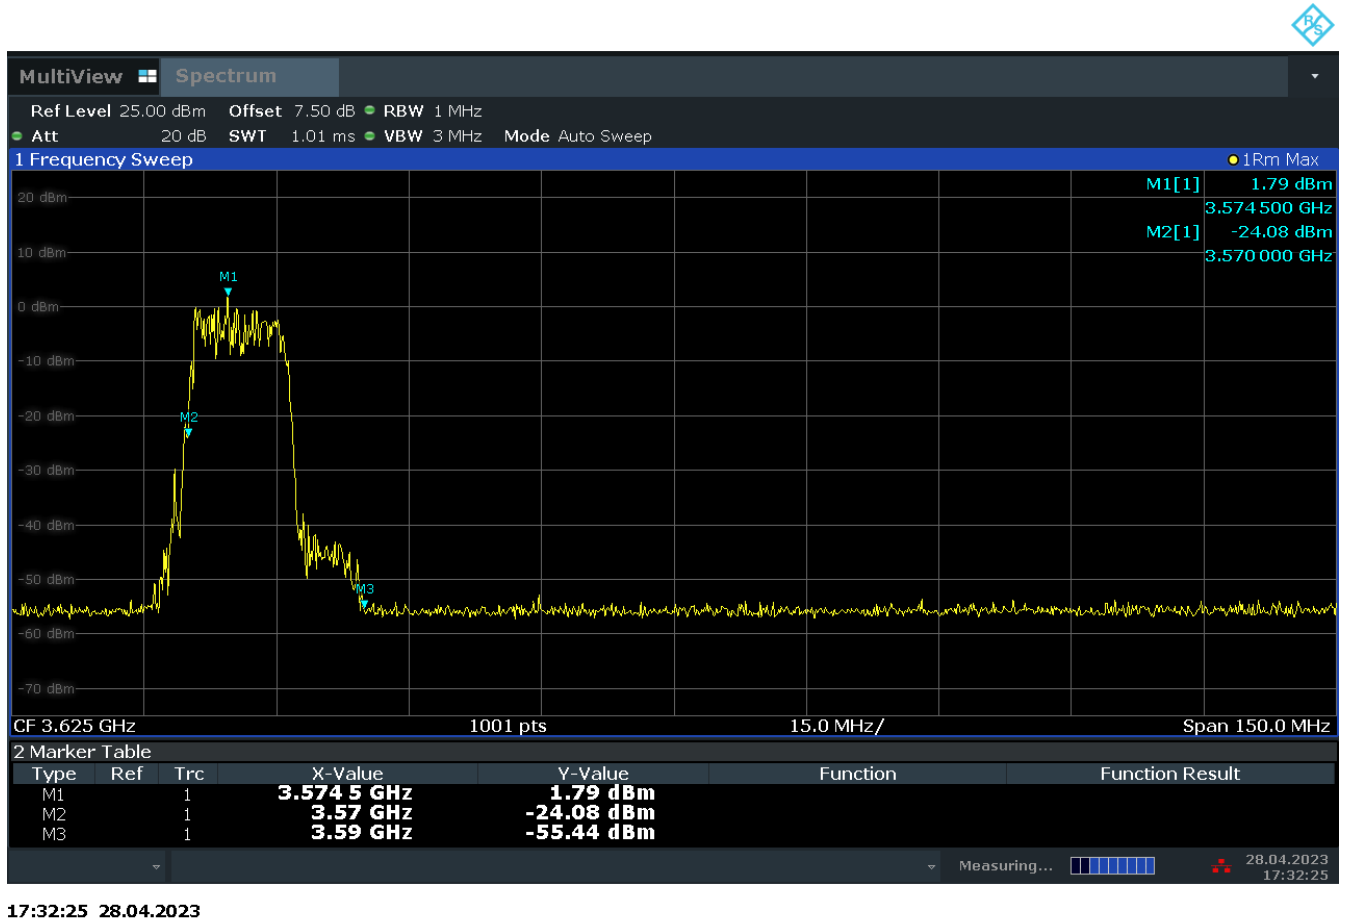 R&S
MultiView Spectrum
Ref Level 25.00 dBm Offset 7.50 dB RBW 1 MHz
Att 20 dB SWT 1.01 ms VBW 3 MHz Mode Auto Sweep
1 Frequency Sweep 1Rm Max
M1[1] 1.79 dBm
3.574500 GHz
M2[1] -24.08 dBm
3.570000 GHz
20 dBm
10 dBm
M1
0 dBm
-10 dBm
-20 dBm
M2
-30 dBm
-40 dBm
-50 dBm
M3
-60 dBm
-70 dBm
CF 3.625 GHz 1001 pts 15.0 MHz/ Span 150.0 MHz
2 Marker Table
Type Ref Trc X-Value Y-Value Function Function Result
M1 1 3.574 5 GHz 1.79 dBm
M2 1 3.57 GHz -24.08 dBm
M3 1 3.59 GHz -55.44 dBm
Measuring... 28.04.2023
17:32:25
17:32:25 28.04.2023